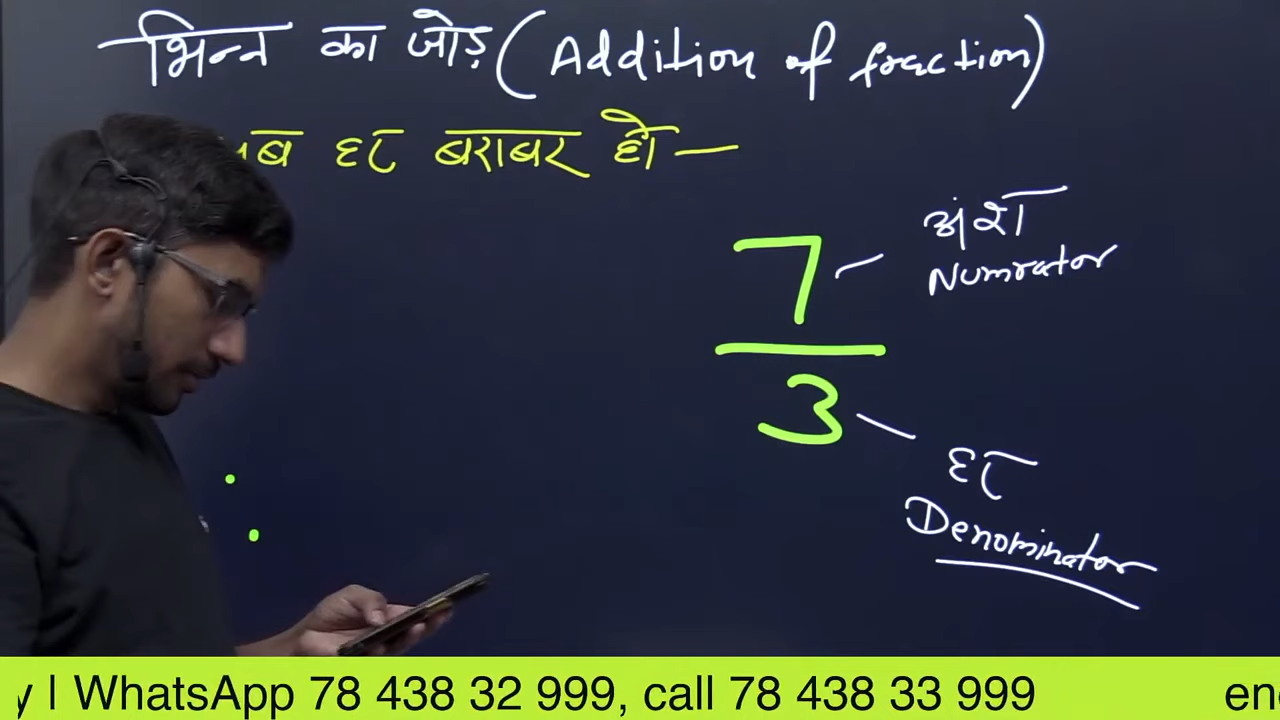 भिन्न का जोड़ (Addition of fraction)
हर बराबर हो —
7
अंश
Numrator
3
हर
Denominator
y | WhatsApp 78 438 32 999, call 78 438 33 999